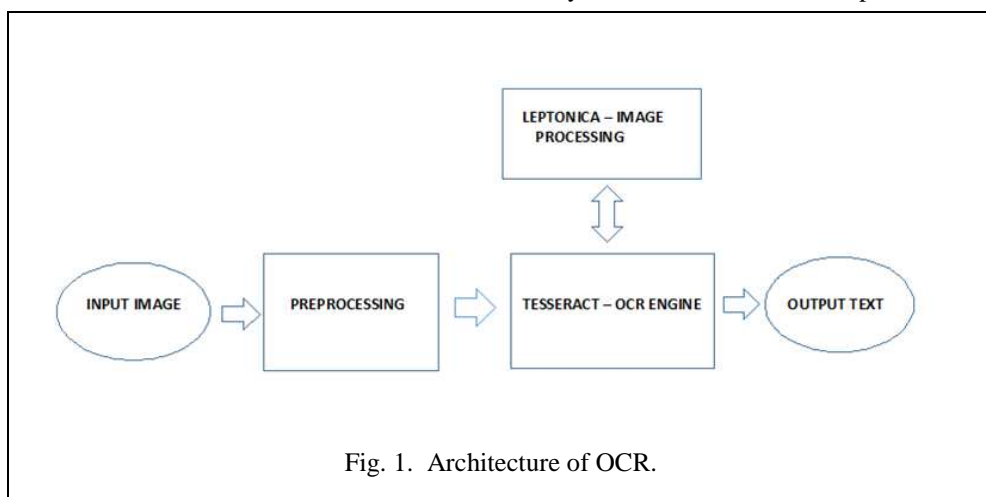 LEPTONICA – IMAGE
PROCESSING
INPUT IMAGE
PREPROCESSING
TESSERACT – OCR ENGINE
OUTPUT TEXT
Fig. 1. Architecture of OCR.